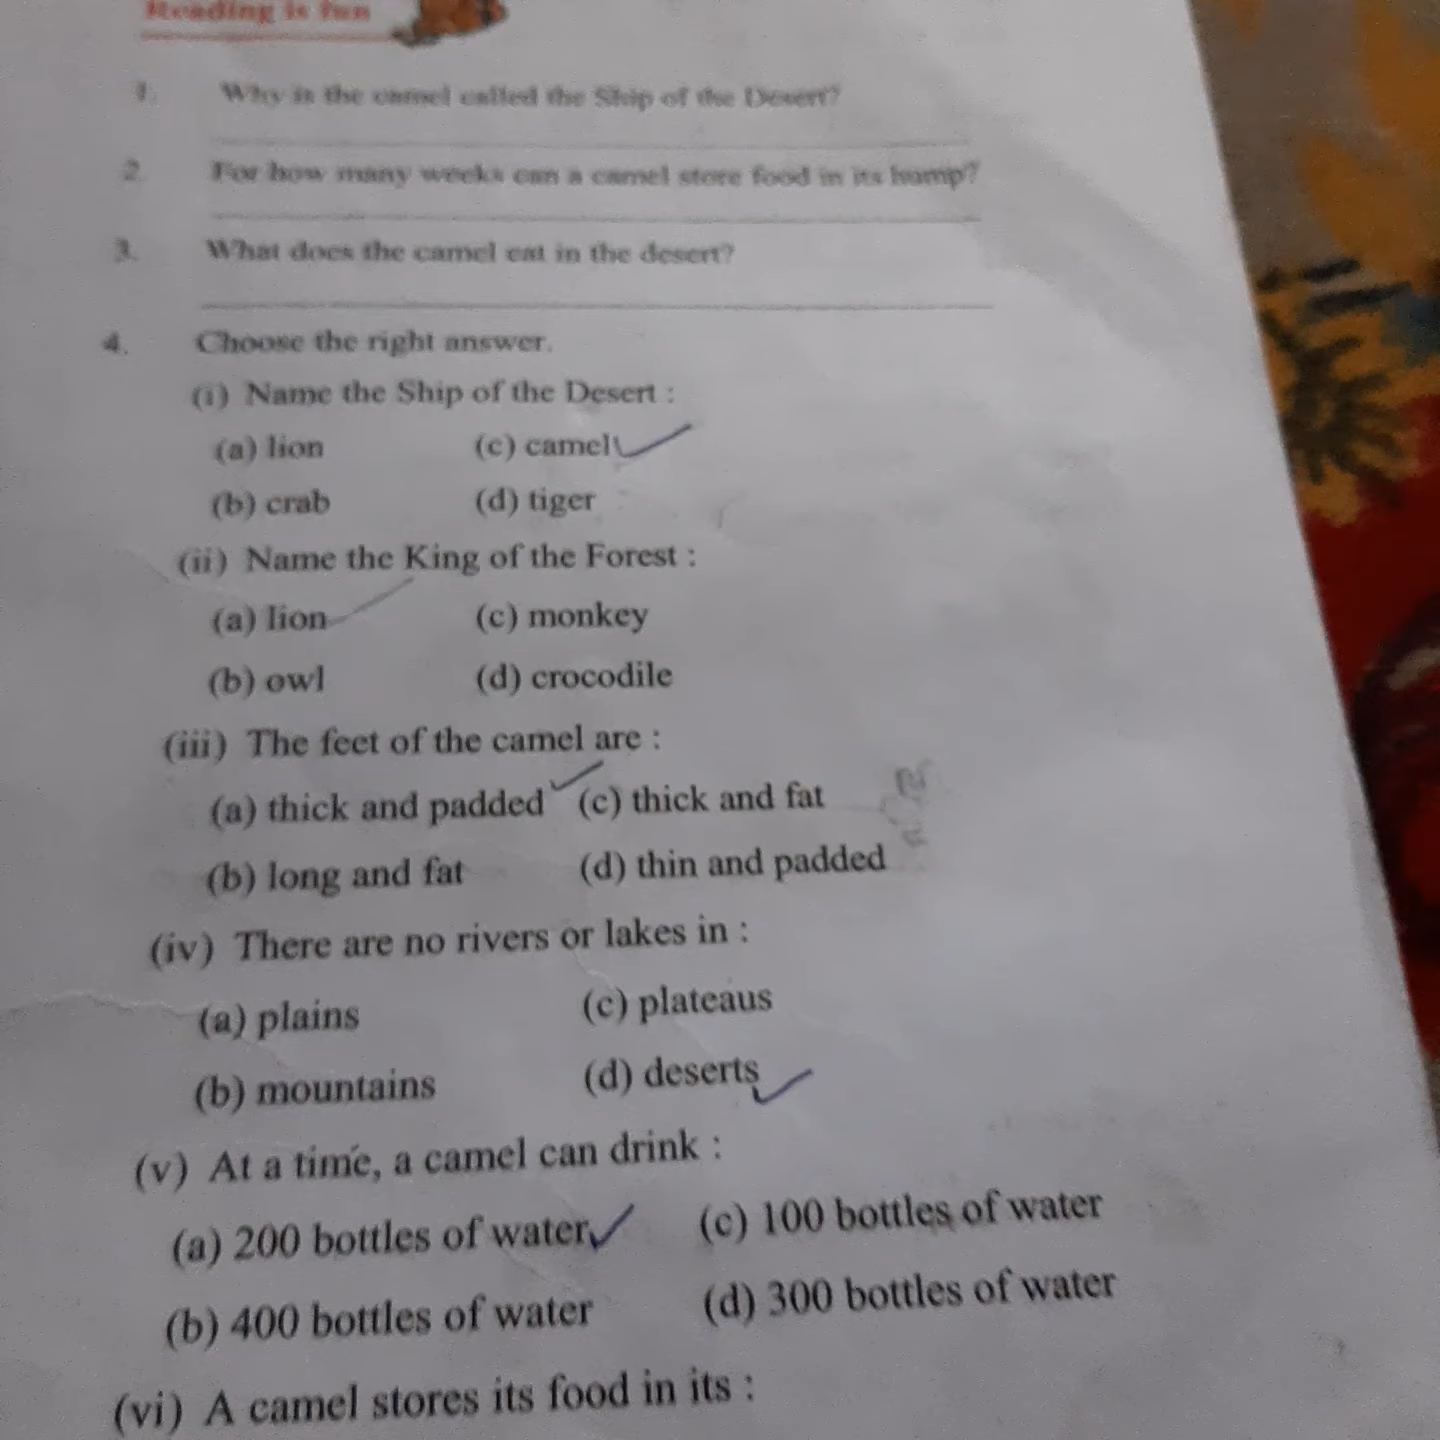 Reading is fun
1. Why is the camel called the Ship of the Desert?
2. For how many weeks can a camel store food in its hump?
3. What does the camel eat in the desert?
4. Choose the right answer.
(i) Name the Ship of the Desert :
(a) lion (c) camel
(b) crab (d) tiger
(ii) Name the King of the Forest :
(a) lion (c) monkey
(b) owl (d) crocodile
(iii) The feet of the camel are :
(a) thick and padded (c) thick and fat
(b) long and fat (d) thin and padded
(iv) There are no rivers or lakes in :
(a) plains (c) plateaus
(b) mountains (d) deserts
(v) At a time, a camel can drink :
(a) 200 bottles of water (c) 100 bottles of water
(b) 400 bottles of water (d) 300 bottles of water
(vi) A camel stores its food in its :